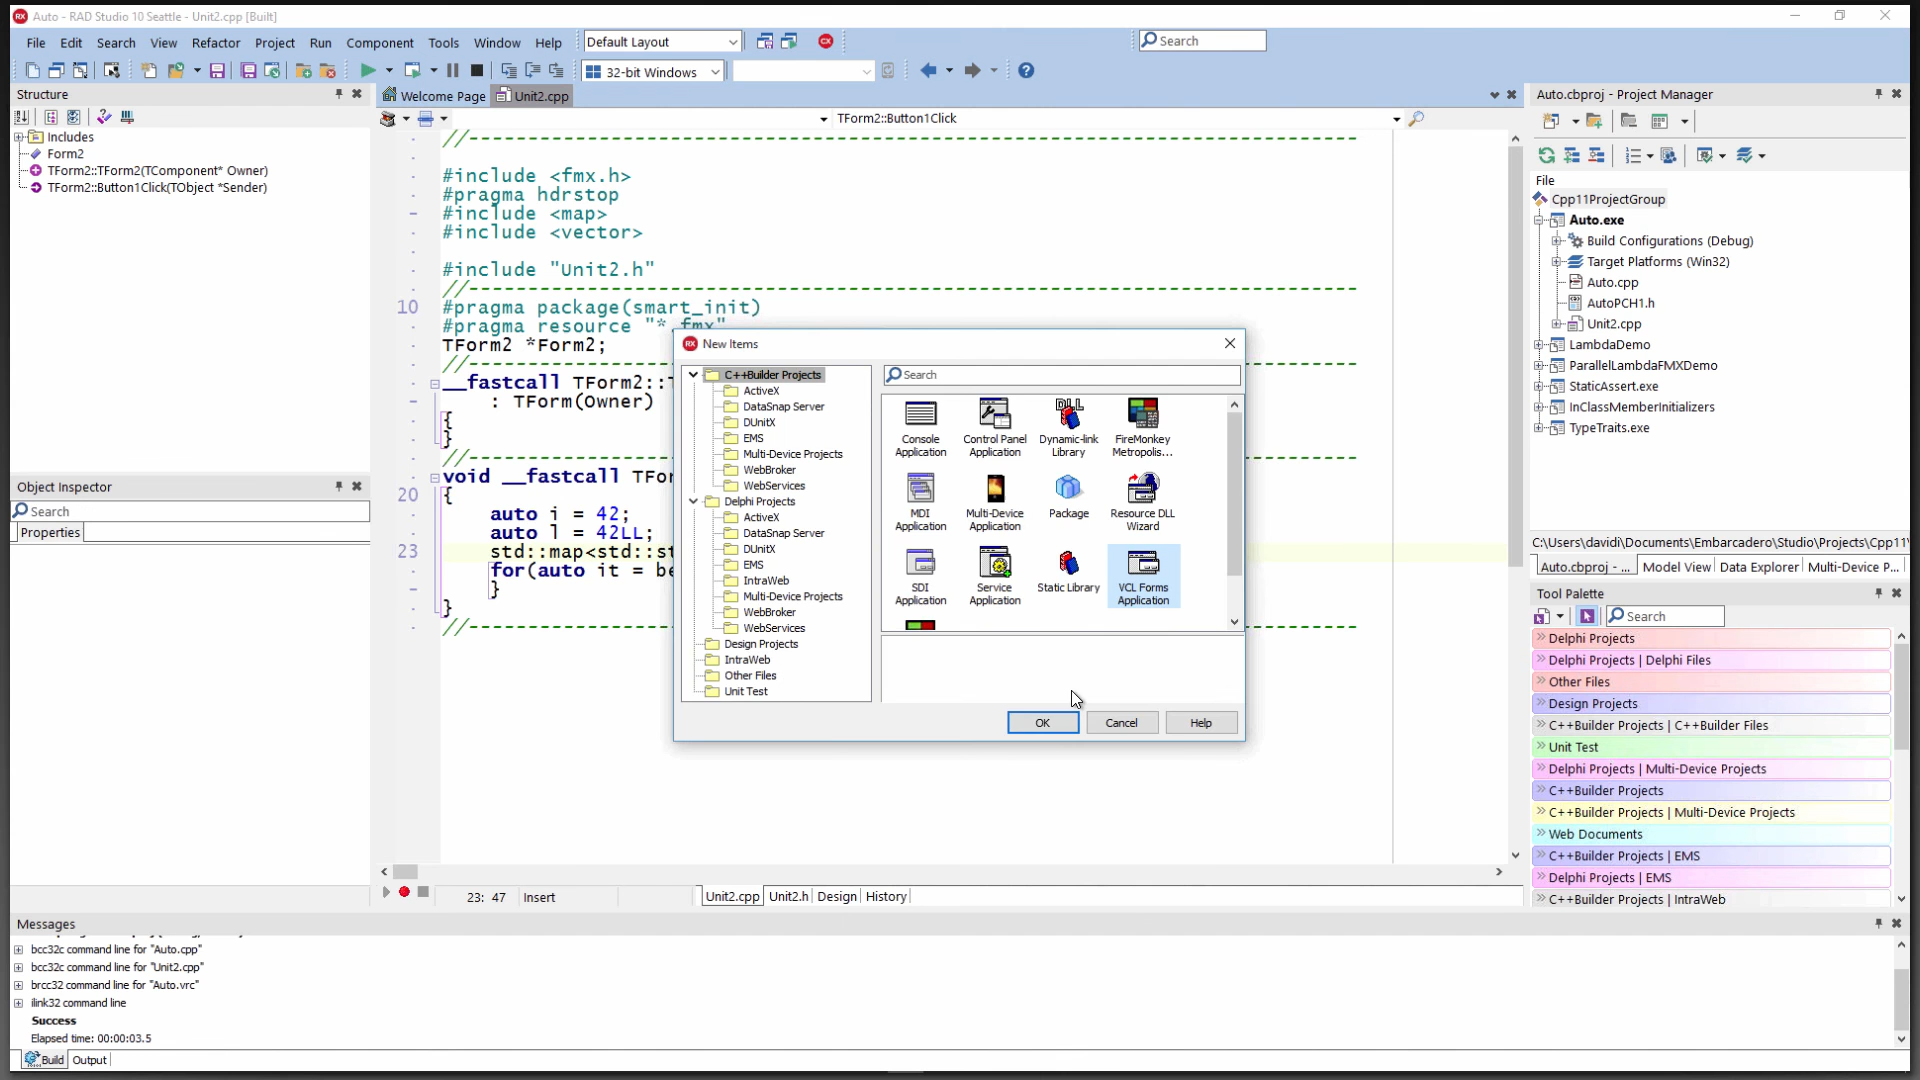 Auto - RAD Studio 10 Seattle - Unit2.cpp [Built]
File Edit Search View Refactor Project Run Component Tools Window Help
Default Layout
Search
32-bit Windows
Structure
Includes
Form2
TForm2::TForm2(TComponent* Owner)
TForm2::Button1Click(TObject *Sender)
Object Inspector
Search
Properties
Welcome Page
Unit2.cpp
TForm2::Button1Click
//
#include <fmx.h>
#pragma hdrstop
#include <map>
#include <vector>
#include "Unit2.h"
//
10 #pragma package(smart_init)
#pragma resource "*.fmx"
TForm2 *Form2;
//
__fastcall TForm2::T
: TForm(Owner)
{
}
//
void __fastcall TFor
20 {
auto i = 42;
auto l = 42LL;
23 std::map<std::st
for(auto it = be
}
}
//
New Items
C++Builder Projects
ActiveX
DataSnap Server
DUnitX
EMS
Multi-Device Projects
WebBroker
WebServices
Delphi Projects
ActiveX
DataSnap Server
DUnitX
EMS
IntraWeb
Multi-Device Projects
WebBroker
WebServices
Design Projects
IntraWeb
Other Files
Unit Test
Search
Console Application
Control Panel Application
Dynamic-link Library
FireMonkey Metropolis...
MDI Application
Multi-Device Application
Package
Resource DLL Wizard
SDI Application
Service Application
Static Library
VCL Forms Application
OK Cancel Help
23: 47 Insert
Unit2.cpp Unit2.h Design History
Auto.cbproj - Project Manager
File
Cpp11ProjectGroup
Auto.exe
Build Configurations (Debug)
Target Platforms (Win32)
Auto.cpp
AutoPCH1.h
Unit2.cpp
LambdaDemo
ParallelLambdaFMXDemo
StaticAssert.exe
InClassMemberInitializers
TypeTraits.exe
C:\Users\davidi\Documents\Embarcadero\Studio\Projects\Cpp11\
Auto.cbproj - ... Model View Data Explorer Multi-Device P...
Tool Palette
Search
Delphi Projects
Delphi Projects | Delphi Files
Other Files
Design Projects
C++Builder Projects | C++Builder Files
Unit Test
Delphi Projects | Multi-Device Projects
C++Builder Projects
C++Builder Projects | Multi-Device Projects
Web Documents
C++Builder Projects | EMS
Delphi Projects | EMS
C++Builder Projects | IntraWeb
Messages
bcc32c command line for "Auto.cpp"
bcc32c command line for "Unit2.cpp"
brcc32 command line for "Auto.vrc"
ilink32 command line
Success
Elapsed time: 00:00:03.5
Build Output